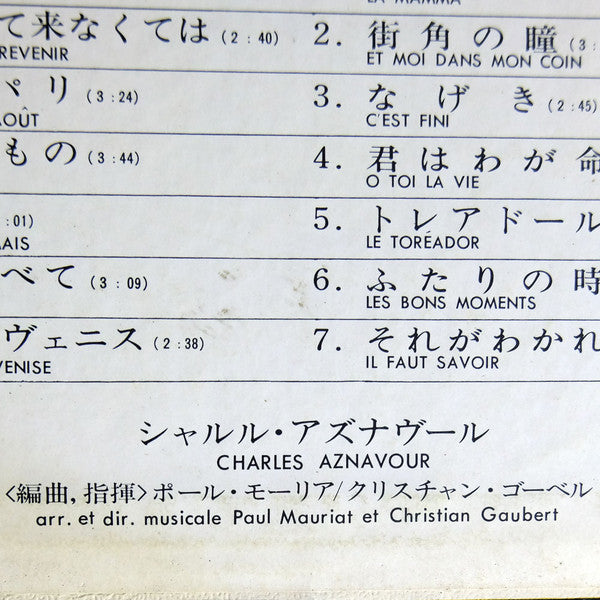 LA MAMMA
て来なくては (2 : 40)
REVENIR
パリ (3 : 24)
AOÛT
もの (3 : 44)
: 01)
MAIS
べて (3 : 09)
ヴェニス (2 : 38)
VENISE
2. 街角の瞳 (3 :
ET MOI DANS MON COIN
3. なげき (2 : 45)
C'EST FINI
4. 君はわが命
O TOI LA VIE
5. トレアドール
LE TORÉADOR
6. ふたりの時
LES BONS MOMENTS
7. それがわかれ
IL FAUT SAVOIR
シャルル・アズナヴール
CHARLES AZNAVOUR
〈編曲,指揮〉ポール・モーリア/クリスチャン・ゴーベル
arr. et dir. musicale Paul Mauriat et Christian Gaubert